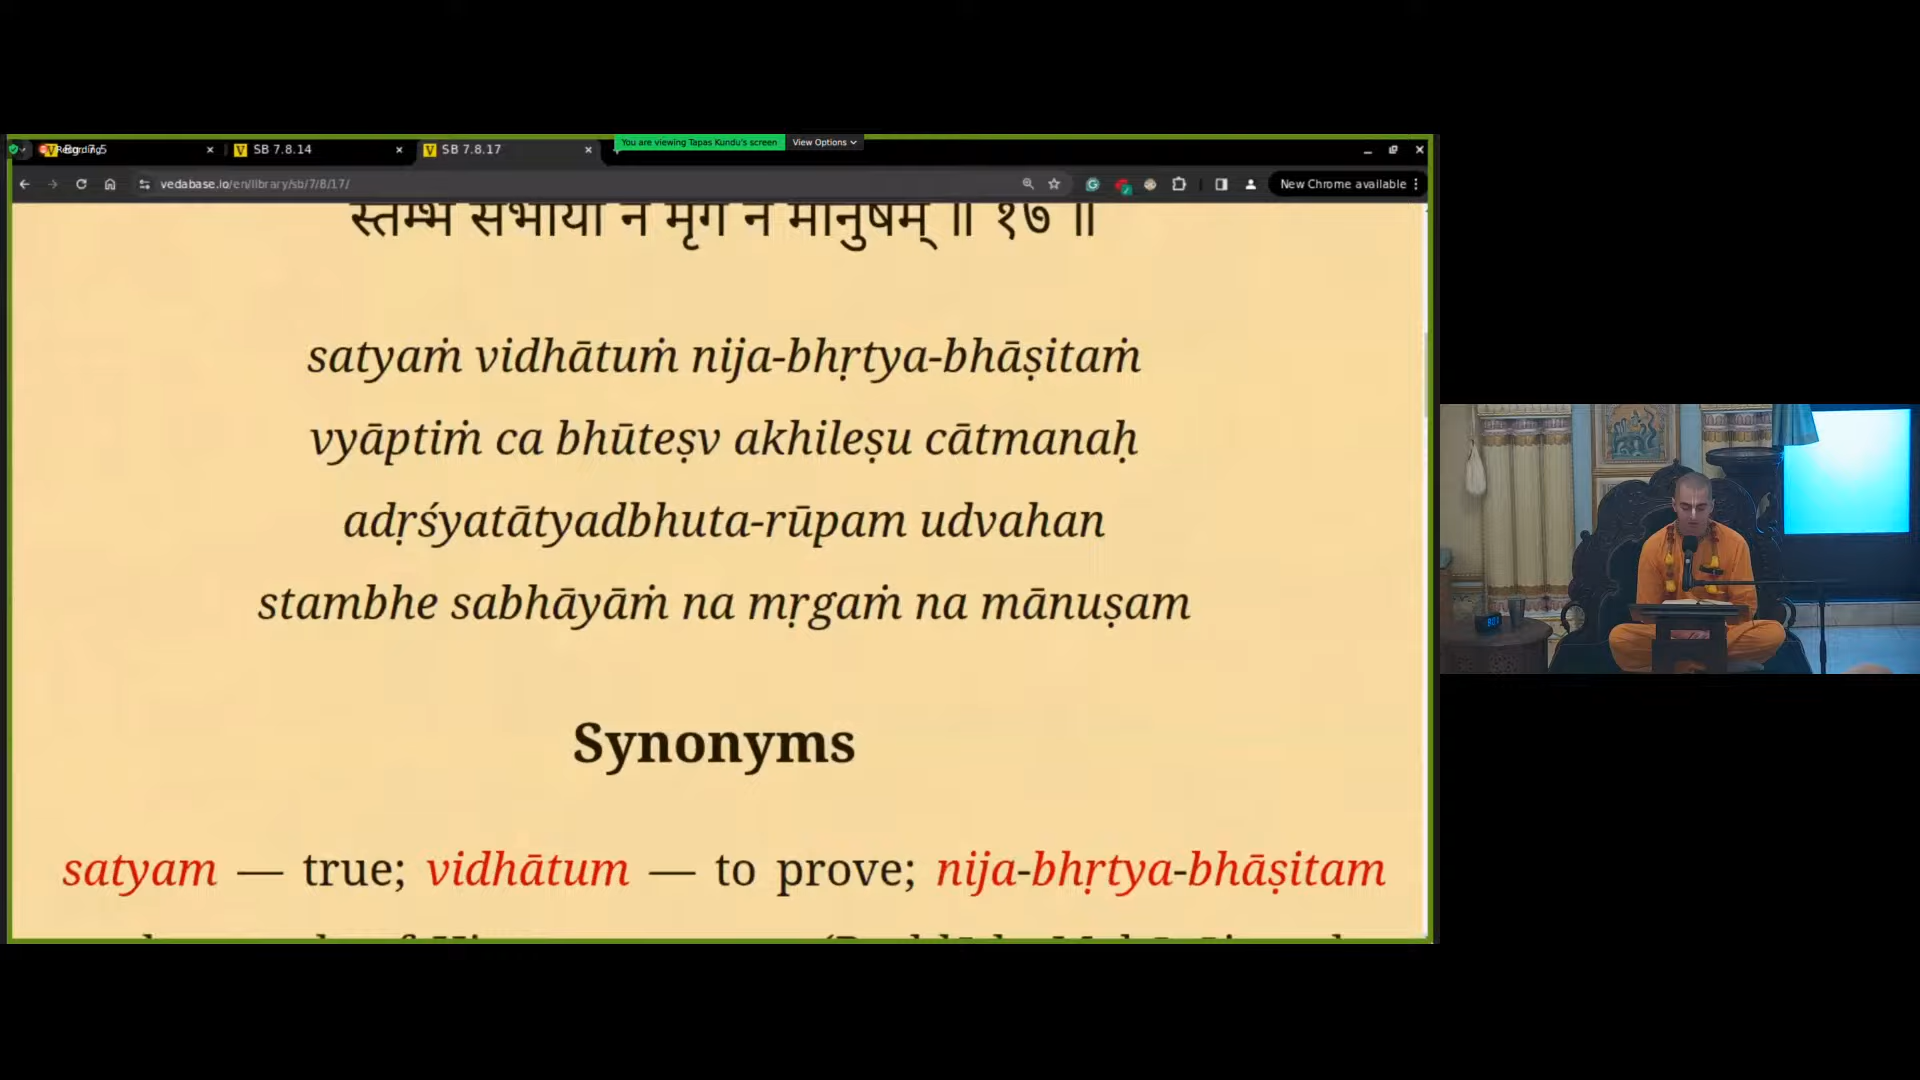 SB 7.8.14
SB 7.8.17
You are viewing Tapas Kundu's screen
View Options
vedabase.io/en/library/sb/7/8/17/
New Chrome available
न मृगं न मानुषम् ॥ १७ ॥
satyaṁ vidhātuṁ nija-bhṛtya-bhāṣitaṁ
vyāptiṁ ca bhūteṣv akhileṣu cātmanaḥ
adṛśyatātyadbhuta-rūpam udvahan
stambhe sabhāyāṁ na mṛgaṁ na mānuṣam
Synonyms
satyam — true; vidhātum — to prove; nija-bhṛtya-bhāṣitam